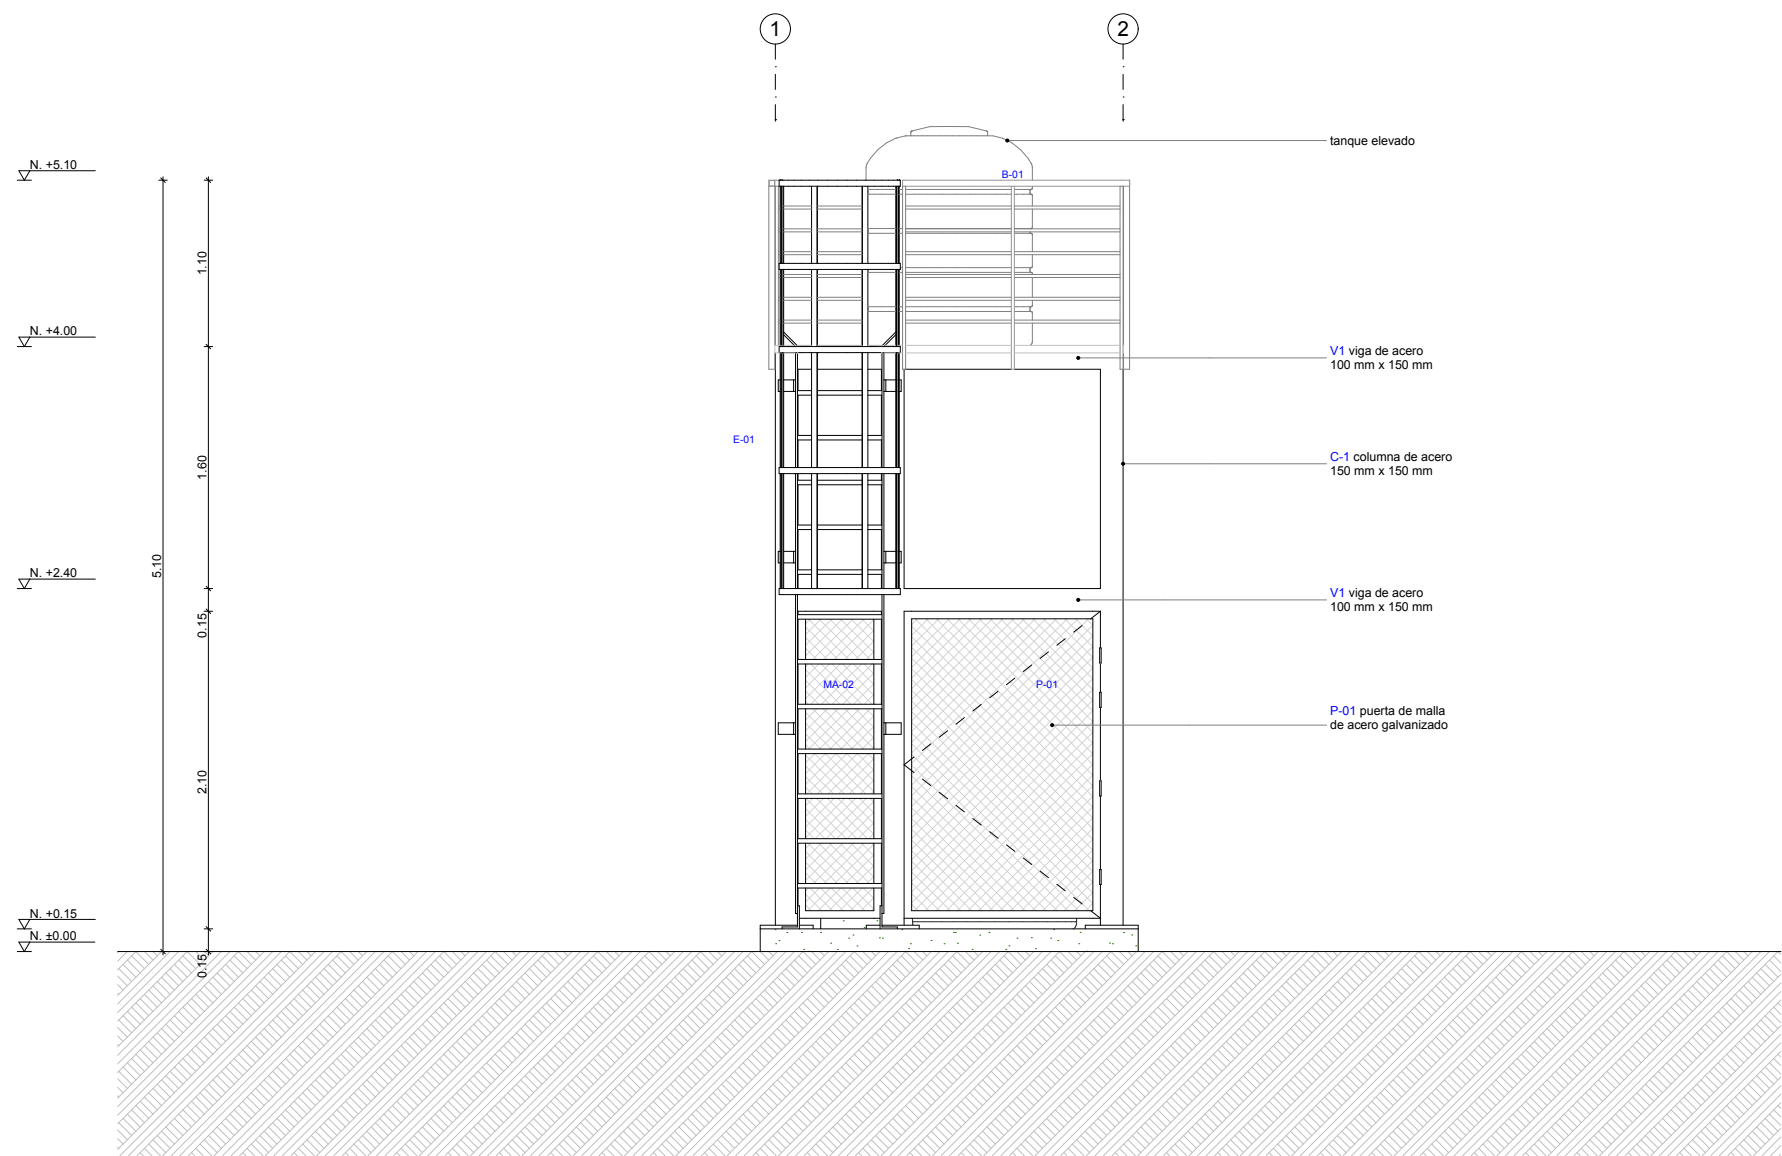 1
2
tanque elevado
N. +5.10
B-01
1.10
N. +4.00
V1 viga de acero
100 mm x 150 mm
E-01
C-1 columna de acero
150 mm x 150 mm
1.60
5.10
N. +2.40
V1 viga de acero
100 mm x 150 mm
0.15
MA-02
P-01
P-01 puerta de malla
de acero galvanizado
2.10
N. +0.15
N. ±0.00
0.15